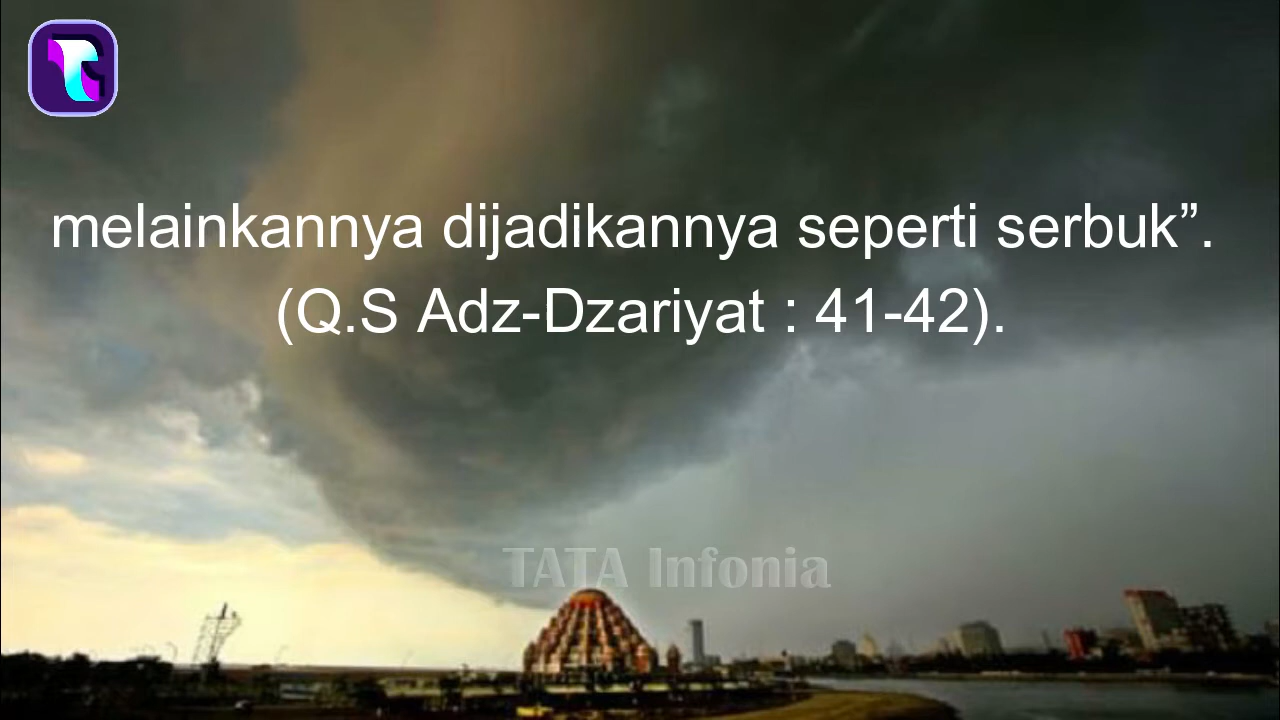 melainkannya dijadikannya seperti serbuk”.
(Q.S Adz-Dzariyat : 41-42).
TATA Infonia